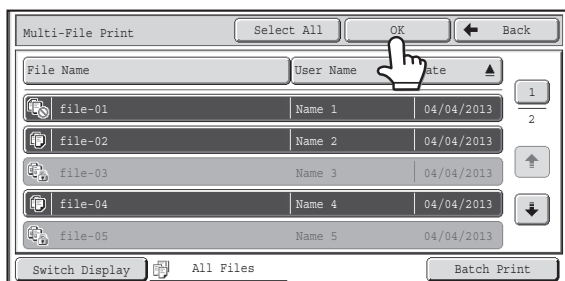 Multi-File Print Select All OK Back
File Name User Name ate
file-01 Name 1 04/04/2013
1
2
file-02 Name 2 04/04/2013
file-03 Name 3 04/04/2013
file-04 Name 4 04/04/2013
file-05 Name 5 04/04/2013
Switch Display All Files Batch Print